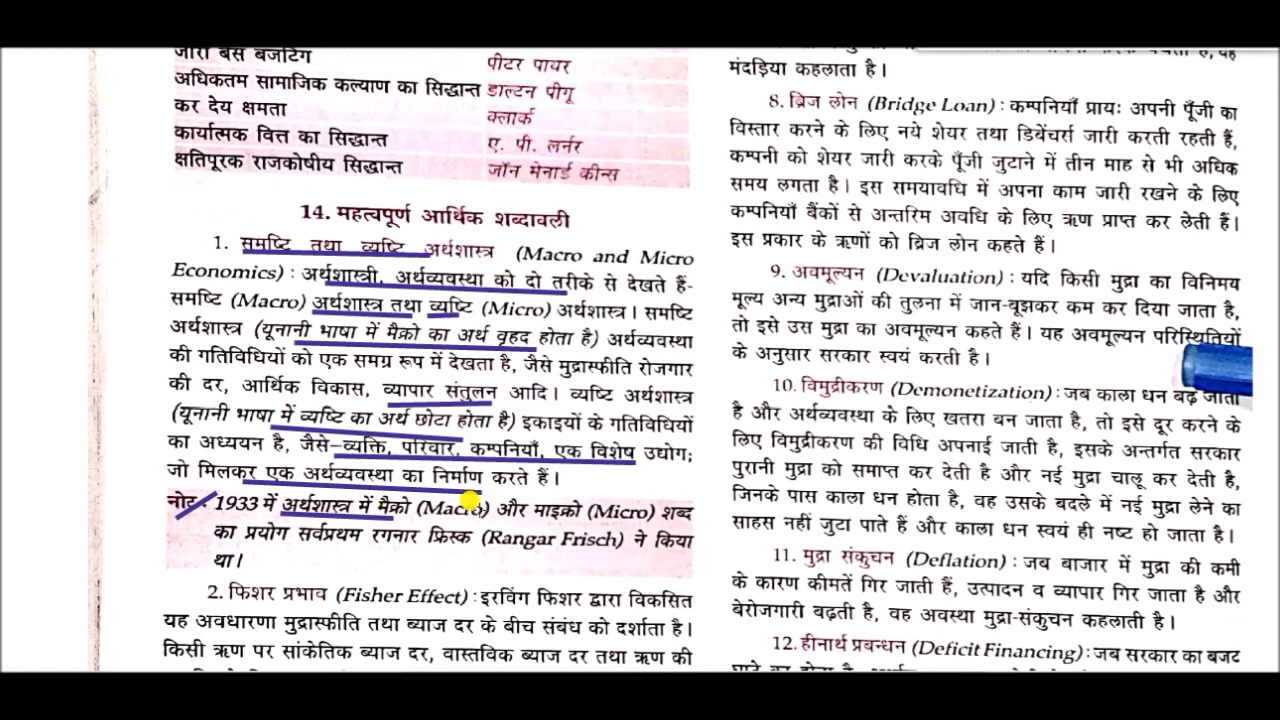 जीरो बेस बजटिंग
पीटर पायर
अधिकतम सामाजिक कल्याण का सिद्धान्त डाल्टन पीगू
कर देय क्षमता
क्लार्क
कार्यात्मक वित्त का सिद्धान्त
ए. पी. लर्नर
क्षतिपूरक राजकोषीय सिद्धान्त
जॉन मेनार्ड कीन्स
14. महत्वपूर्ण आर्थिक शब्दावली
1. समष्टि तथा व्यष्टि अर्थशास्त्र (Macro and Micro
Economics) : अर्थशास्त्री, अर्थव्यवस्था को दो तरीके से देखते हैं-
समष्टि (Macro) अर्थशास्त्र तथा व्यष्टि (Micro) अर्थशास्त्र। समष्टि
अर्थशास्त्र (यूनानी भाषा में मैक्रो का अर्थ वृहद होता है) अर्थव्यवस्था
की गतिविधियों को एक समग्र रूप में देखता है, जैसे मुद्रास्फीति रोजगार
की दर, आर्थिक विकास, व्यापार संतुलन आदि। व्यष्टि अर्थशास्त्र
(यूनानी भाषा में व्यष्टि का अर्थ छोटा होता है) इकाइयों के गतिविधियों
का अध्ययन है, जैसे–व्यक्ति, परिवार, कम्पनियाँ, एक विशेष उद्योग;
जो मिलकर एक अर्थव्यवस्था का निर्माण करते हैं।
नोट - 1933 में अर्थशास्त्र में मैक्रो (Macro) और माइक्रो (Micro) शब्द
का प्रयोग सर्वप्रथम रगनार फ्रिस्क (Rangar Frisch) ने किया
था।
2. फिशर प्रभाव (Fisher Effect) : इरविंग फिशर द्वारा विकसित
यह अवधारणा मुद्रास्फीति तथा ब्याज दर के बीच संबंध को दर्शाता है।
किसी ऋण पर सांकेतिक ब्याज दर, वास्तविक ब्याज दर तथा ऋण की
मंदड़िया कहलाता है।
8. ब्रिज लोन (Bridge Loan) : कम्पनियाँ प्रायः अपनी पूँजी का
विस्तार करने के लिए नये शेयर तथा डिबेंचर्स जारी करती रहती हैं,
कम्पनी को शेयर जारी करके पूँजी जुटाने में तीन माह से भी अधिक
समय लगता है। इस समयावधि में अपना काम जारी रखने के लिए
कम्पनियाँ बैंकों से अन्तरिम अवधि के लिए ऋण प्राप्त कर लेती हैं।
इस प्रकार के ऋणों को ब्रिज लोन कहते हैं।
9. अवमूल्यन (Devaluation) : यदि किसी मुद्रा का विनिमय
मूल्य अन्य मुद्राओं की तुलना में जान-बूझकर कम कर दिया जाता है,
तो इसे उस मुद्रा का अवमूल्यन कहते हैं। यह अवमूल्यन परिस्थितियों
के अनुसार सरकार स्वयं करती है।
10. विमुद्रीकरण (Demonetization) : जब काला धन बढ़ जाता
है और अर्थव्यवस्था के लिए खतरा बन जाता है, तो इसे दूर करने के
लिए विमुद्रीकरण की विधि अपनाई जाती है, इसके अन्तर्गत सरकार
पुरानी मुद्रा को समाप्त कर देती है और नई मुद्रा चालू कर देती है,
जिनके पास काला धन होता है, वह उसके बदले में नई मुद्रा लेने का
साहस नहीं जुटा पाते हैं और काला धन स्वयं ही नष्ट हो जाता है।
11. मुद्रा संकुचन (Deflation) : जब बाजार में मुद्रा की कमी
के कारण कीमतें गिर जाती हैं, उत्पादन व व्यापार गिर जाता है और
बेरोजगारी बढ़ती है, वह अवस्था मुद्रा-संकुचन कहलाती है।
12. हीनार्थ प्रबन्धन (Deficit Financing) : जब सरकार का बजट